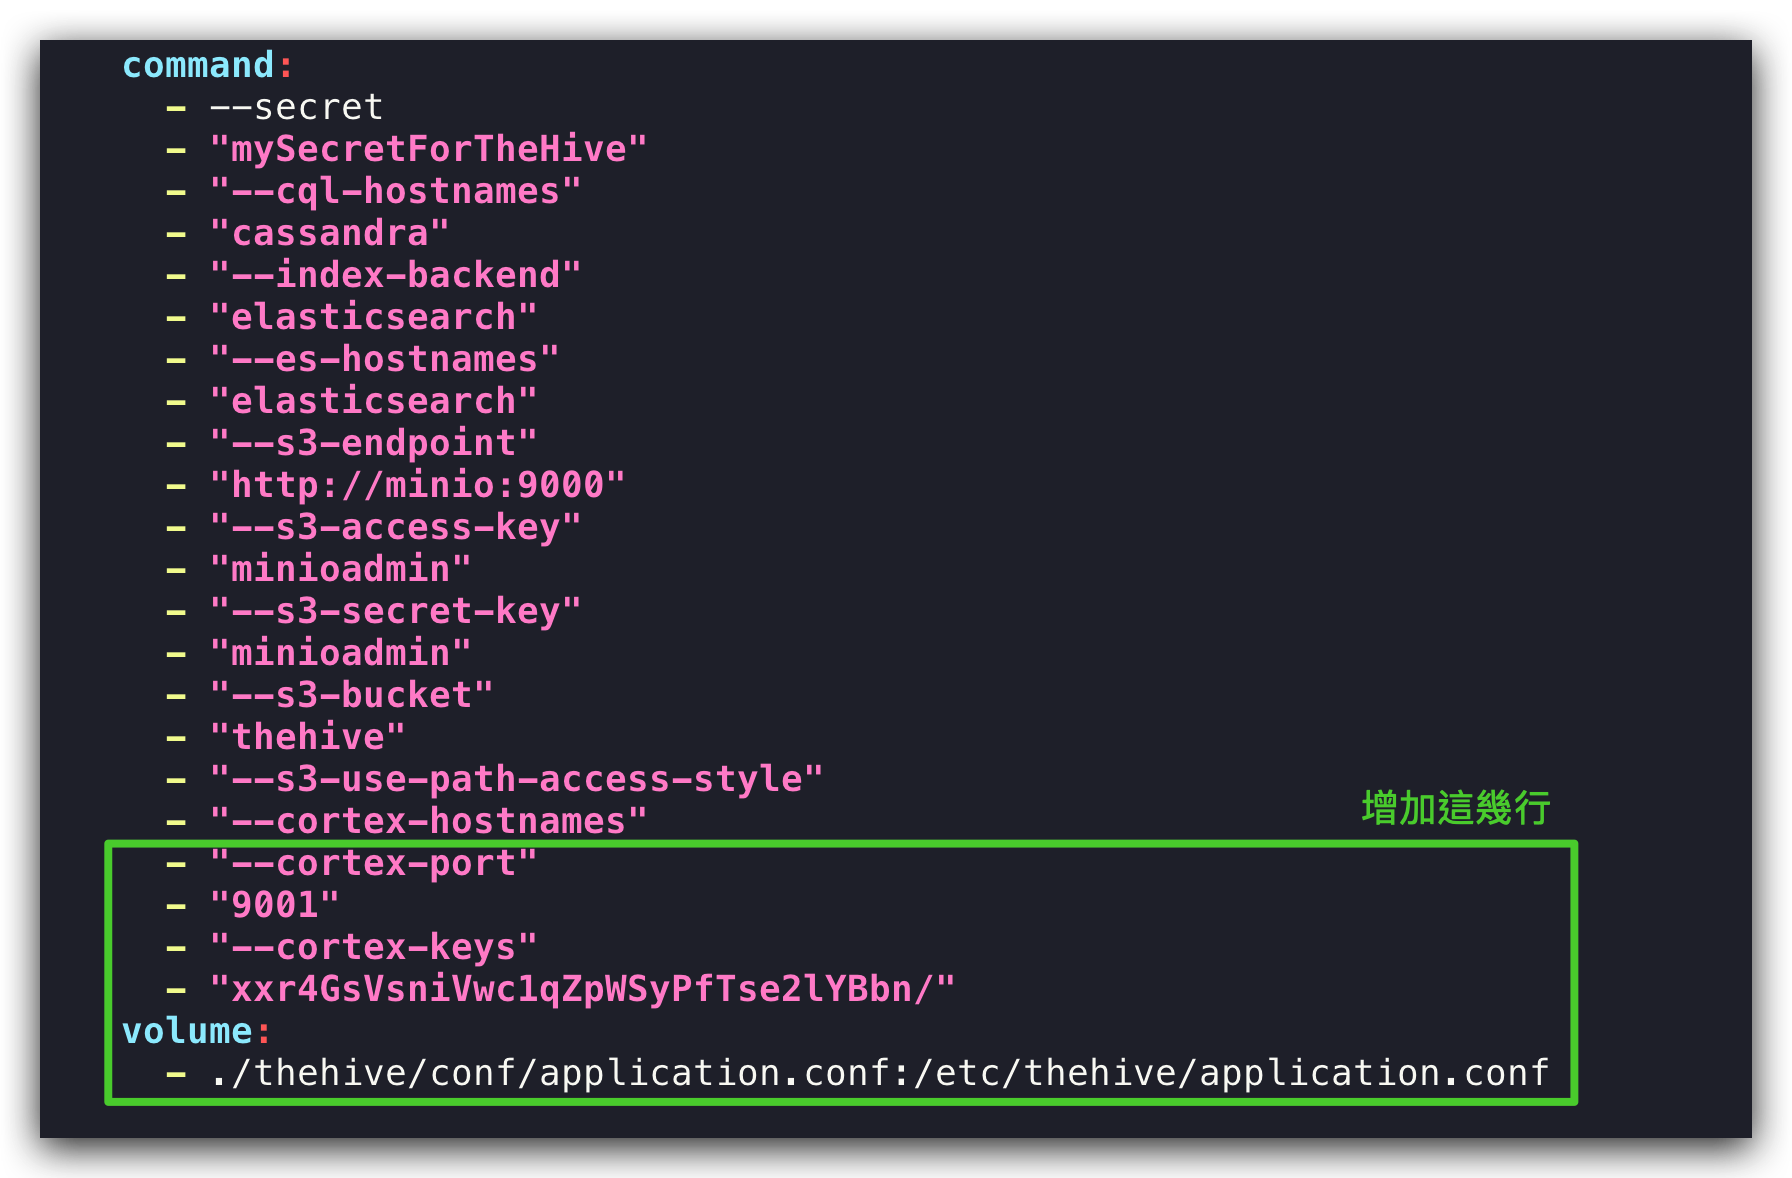 command:
- --secret
- "mySecretForTheHive"
- "--cql-hostnames"
- "cassandra"
- "--index-backend"
- "elasticsearch"
- "--es-hostnames"
- "elasticsearch"
- "--s3-endpoint"
- "http://minio:9000"
- "--s3-access-key"
- "minioadmin"
- "--s3-secret-key"
- "minioadmin"
- "--s3-bucket"
- "thehive"
- "--s3-use-path-access-style"
- "--cortex-hostnames"
增加這幾行
- "--cortex-port"
- "9001"
- "--cortex-keys"
- "xxr4GsVsniVwc1qZpWSyPfTse2lYBbn/"
volume:
- ./thehive/conf/application.conf:/etc/thehive/application.conf